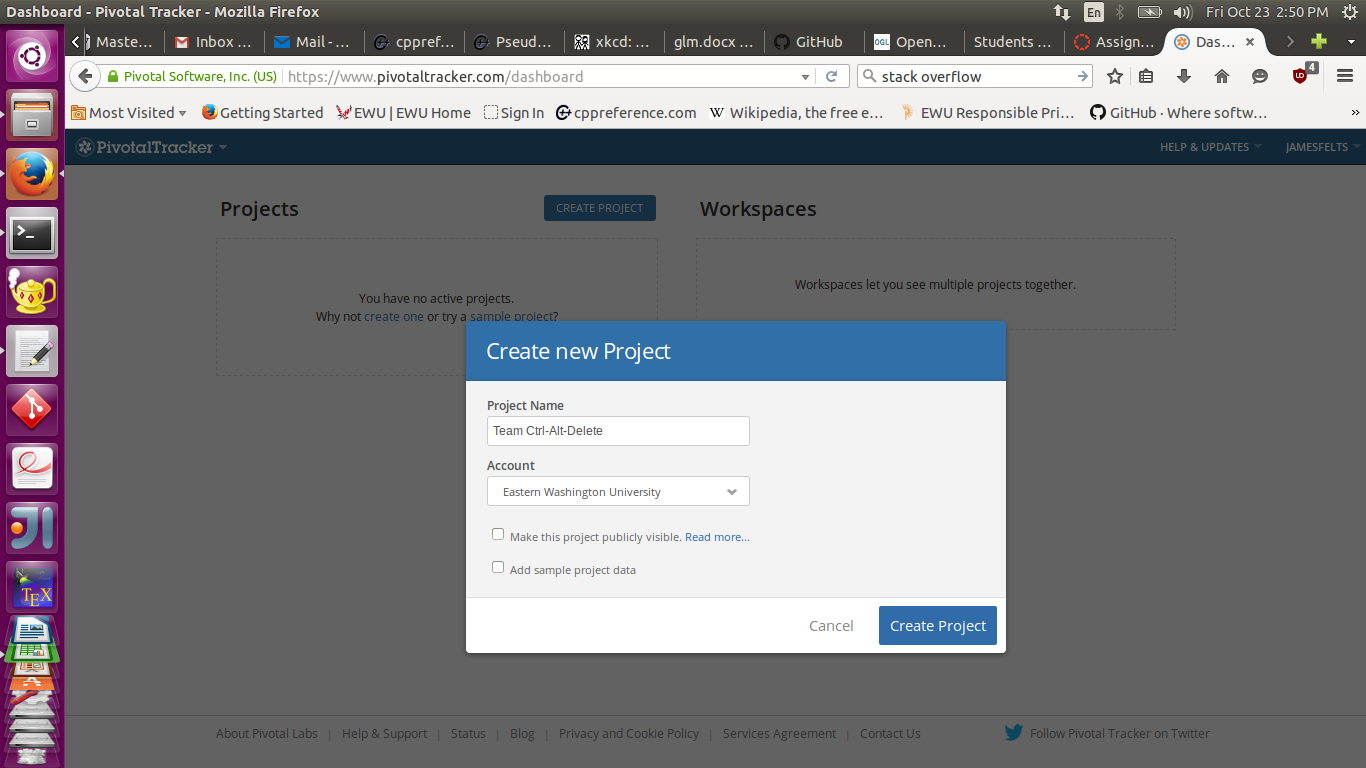 Dashboard - Pivotal Tracker - Mozilla Firefox
En
Fri Oct 23 2:50 PM
Maste...
Inbox ...
Mail - ...
cppref...
Pseud...
xkcd: ...
glm.docx ...
GitHub
OGL Open...
Students ...
Assign...
Das...
Pivotal Software, Inc. (US)
https://www.pivotaltracker.com/dashboard
stack overflow
4
Most Visited
Getting Started
EWU | EWU Home
Sign In
cppreference.com
W Wikipedia, the free e...
EWU Responsible Pri...
GitHub · Where softw...
PivotalTracker
HELP & UPDATES
JAMESFELTS
Projects
CREATE PROJECT
Workspaces
You have no active projects.
Why not create one or try a sample project?
Workspaces let you see multiple projects together.
Create new Project
Project Name
Team Ctrl-Alt-Delete
Account
Eastern Washington University
Make this project publicly visible. Read more...
Add sample project data
Cancel
Create Project
JI
TEX
About Pivotal Labs | Help & Support | Status | Blog | Privacy and Cookie Policy | Services Agreement | Contact Us
Follow Pivotal Tracker on Twitter